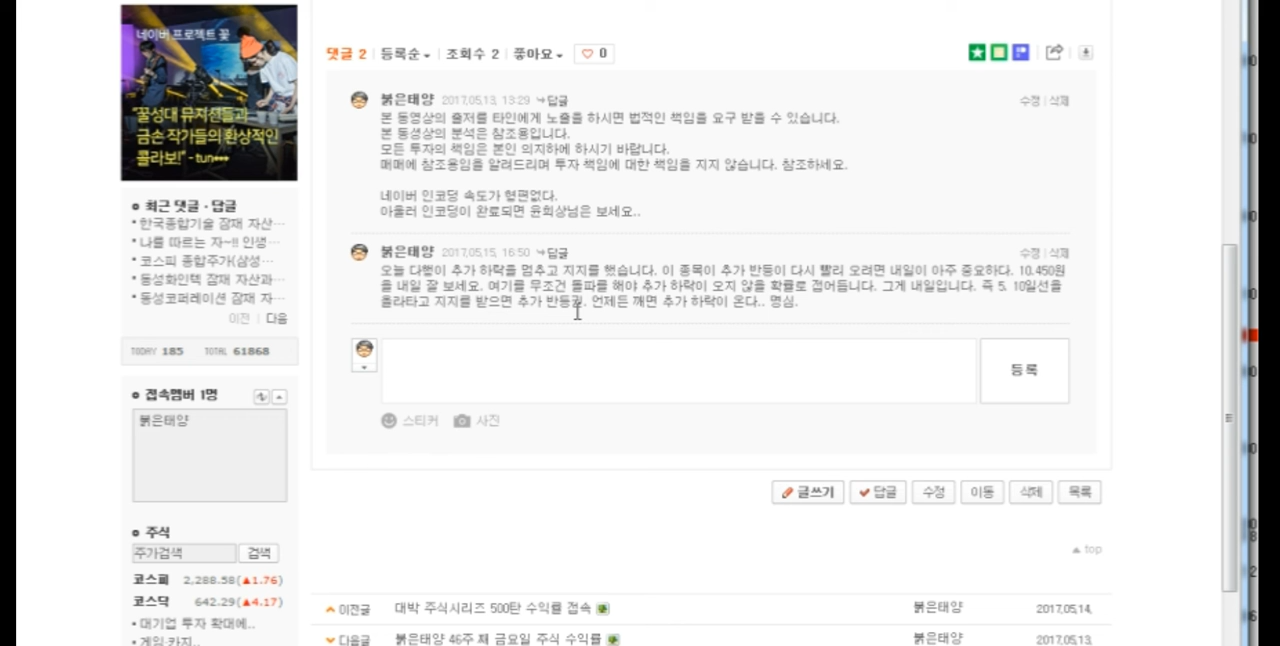 네이버 프로젝트 꽃
"꿀성대 뮤지션들과
금손 작가들의 환상적인
콜라보!" - tun•••
최근 댓글 · 답글
한국종합기술 잠재 자산…
나를 따르는 자~!! 인생…
코스피 종합주가(삼성…
동성화인텍 잠재 자산과…
동성코퍼레이션 잠재 자…
이전 | 다음
TODAY 185 TOTAL 61868
접속멤버 1명
붉은태양
주식
주가검색 검색
코스피 2,288.58(▲1.76)
코스닥 642.29(▲4.17)
대기업 투자 확대에..
게임·카지..
댓글 2 | 등록순 | 조회수 2 | 좋아요 ♡ 0
붉은태양 2017.05.13. 13:29 답글 수정 | 삭제
본 동영상의 출저를 타인에게 노출을 하시면 법적인 책임을 요구 받을 수 있습니다.
본 동성상의 분석은 참조용입니다.
모든 투자의 책임은 본인 의지하에 하시기 바랍니다.
매매에 참조용임을 알려드리며 투자 책임에 대한 책임을 지지 않습니다. 참조하세요.
네이버 인코덩 속도가 형편없다.
아울러 인코덩이 완료되면 윤희상님은 보세요..
붉은태양 2017.05.15. 16:50 답글 수정 | 삭제
오늘 다행이 추가 하락을 멈추고 지지를 했습니다. 이 종목이 추가 반등이 다시 빨리 오려면 내일이 아주 중요하다. 10.450원
을 내일 잘 보세요. 여기를 무조건 돌파를 해야 추가 하락이 오지 않을 확률로 접어듭니다. 그게 내일입니다. 즉 5. 10일선을
올라타고 지지를 받으면 추가 반등권. 언제든 깨면 추가 하락이 온다.. 명심.
등록
스티커 사진
글쓰기 답글 수정 이동 삭제 목록
▲ top
이전글 대박 주식시리즈 500탄 수익률 접속 붉은태양 2017.05.14.
다음글 붉은태양 46주 째 금요일 주식 수익률 붉은태양 2017.05.13.